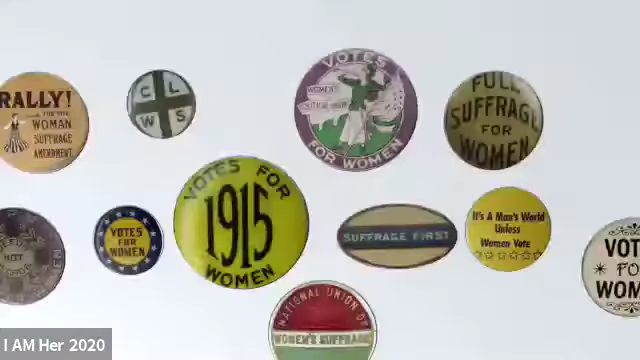 RALLY!
FOR THE
WOMAN
SUFFRAGE
AMENDMENT
C L
W S
VOTES
WOMEN'S
FOR WOMEN
FULL
SUFFRAGE
FOR
WOMEN
NOT
VOTES
FOR
WOMEN
VOTES FOR
1915
WOMEN
SUFFRAGE FIRST
It's A Man's World
Unless
Women Vote
VOT
FO
WOM
NATIONAL UNION OF
WOMEN'S SUFFRAGE
I AM Her 2020